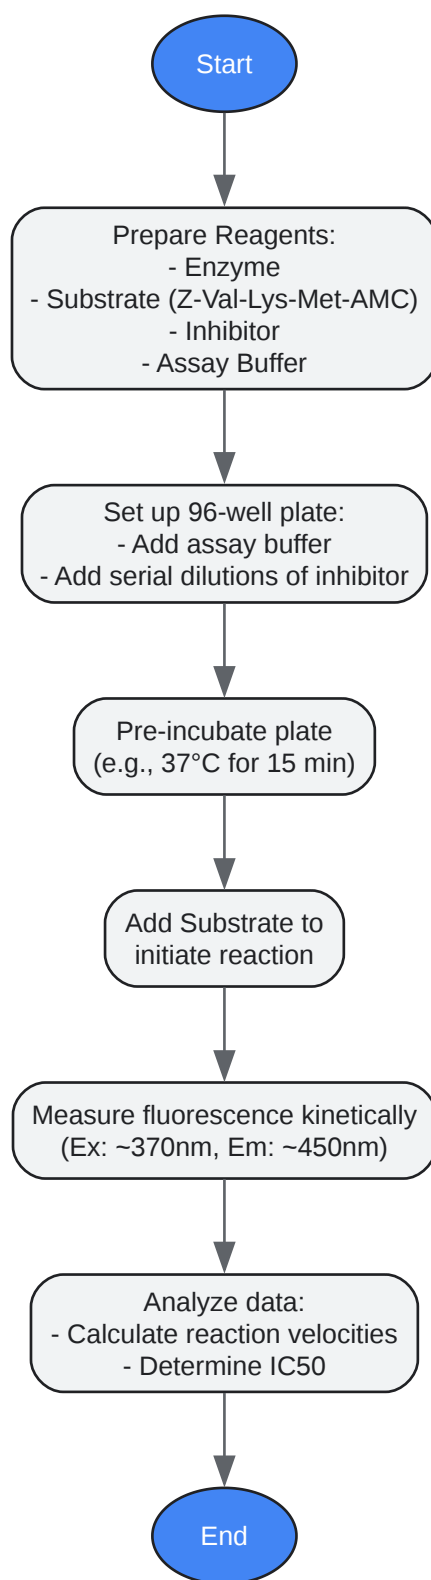 Start
Prepare Reagents:
- Enzyme
- Substrate (Z-Val-Lys-Met-AMC)
- Inhibitor
- Assay Buffer
Set up 96-well plate:
- Add assay buffer
- Add serial dilutions of inhibitor
Pre-incubate plate
(e.g., 37°C for 15 min)
Add Substrate to
initiate reaction
Measure fluorescence kinetically
(Ex: ~370nm, Em: ~450nm)
Analyze data:
- Calculate reaction velocities
- Determine IC50
End